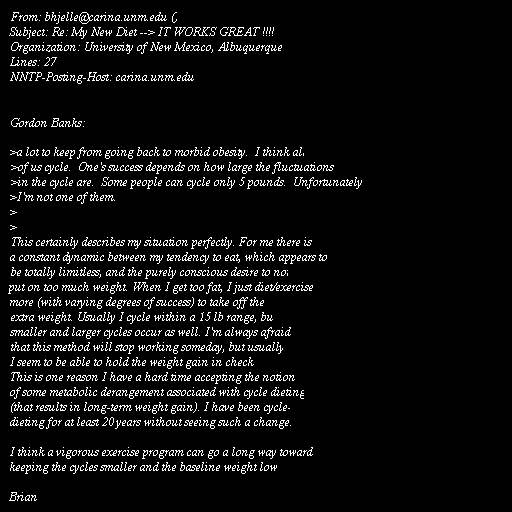 From: bhjelle@carina.unm.edu (,
Subject: Re: My New Diet --> IT WORKS GREAT !!!!
Organization: University of New Mexico, Albuquerque
Lines: 27
NNTP-Posting-Host: carina.unm.edu
Gordon Banks:
>a lot to keep from going back to morbid obesity. I think
>of us cycle. One's success depends on how large the fluctuations
>in the cycle are. Some people can cycle only 5 pounds. Unfortunately
>I'm not one of them.
>
>
This certainly describes my situation perfectly. For me there is
a constant dynamic between my tendency to eat, which appears to
be totally limitless, and the purely conscious desire to
put on too much weight. When I get too fat, I just diet/exercise
more (with varying degrees of success) to take off the
extra weight. Usually I cycle within a 15 lb range, bu
smaller and larger cycles occur as well. I'm always afraid
that this method will stop working someday, but usually
I seem to be able to hold the weight gain in check
This is one reason I have a hard time accepting the notion
of some metabolic derangement associated with cycle dieting
(that results in long-term weight gain). I have been cycle-
dieting for at least 20 years without seeing such a change.
I think a vigorous exercise program can go a long way toward
keeping the cycles smaller and the baseline weight low
Brian